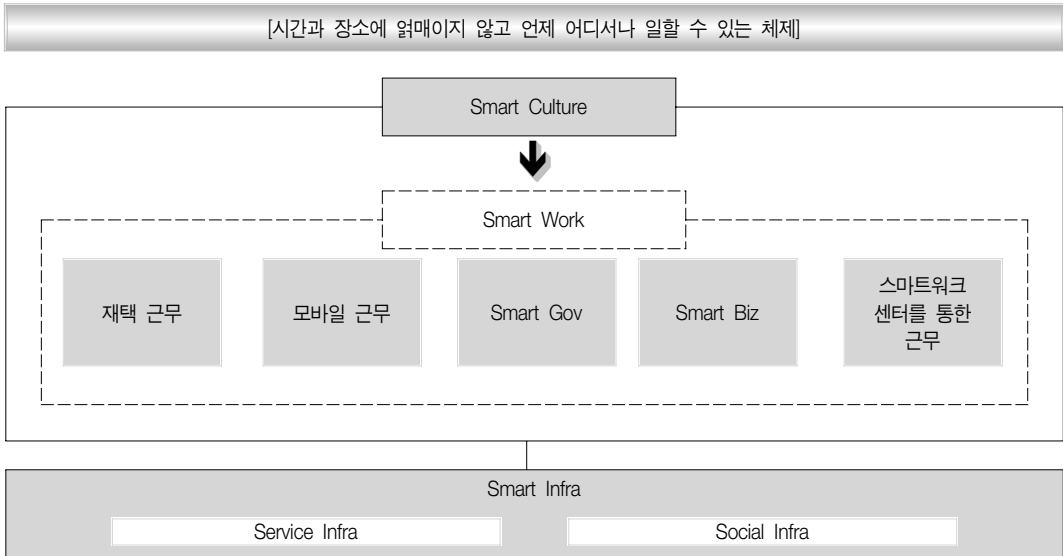 [시간과 장소에 얽매이지 않고 언제 어디서나 일할 수 있는 체제]
Smart Culture
Smart Work
재택 근무
모바일 근무
Smart Gov
Smart Biz
스마트워크
센터를 통한
근무
Smart Infra
Service Infra
Social Infra